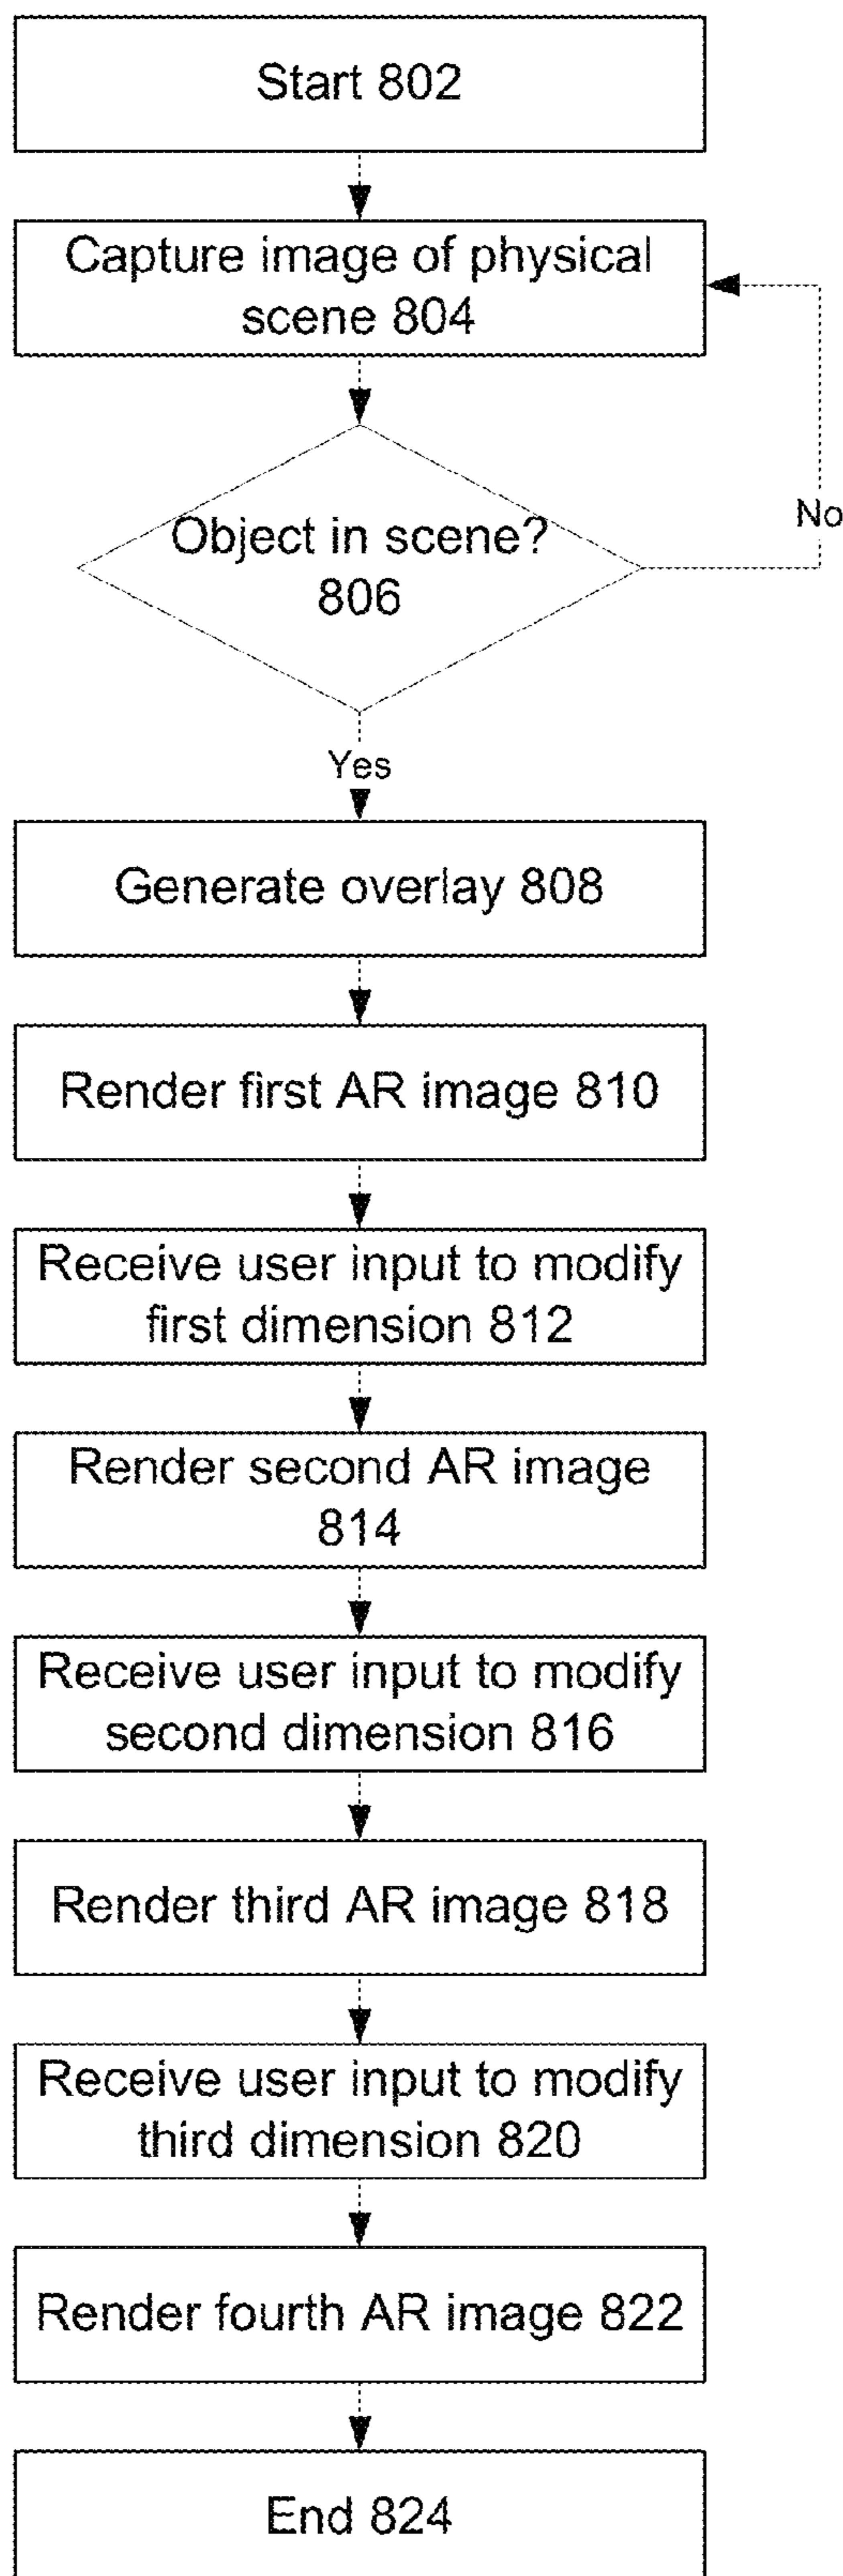 Start 802
Capture image of physical
scene 804
Object in scene?
806
No
Yes
Generate overlay 808
Render first AR image 810
Receive user input to modify
first dimension 812
Render second AR image
814
Receive user input to modify
second dimension 816
Render third AR image 818
Receive user input to modify
third dimension 820
Render fourth AR image 822
End 824